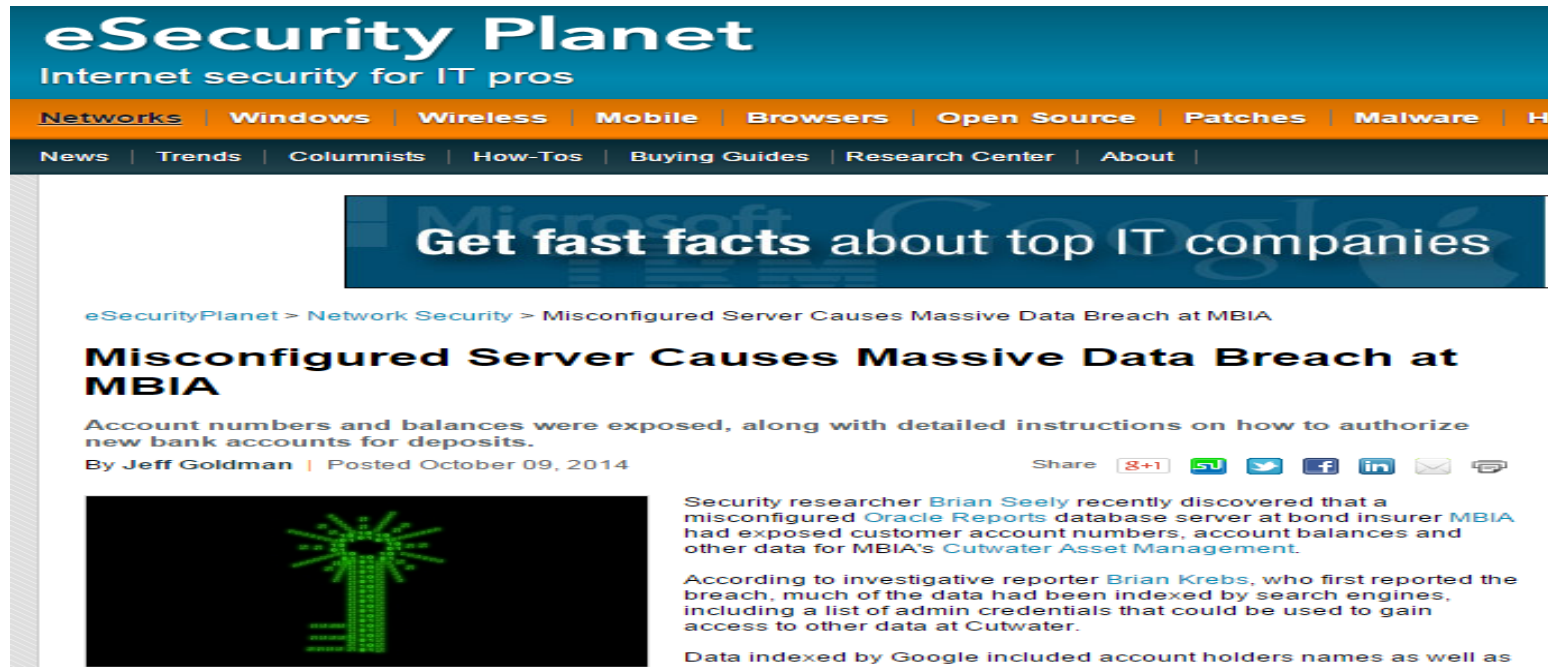 eSecurity Planet
Internet security for IT pros
Networks | Windows | Wireless | Mobile | Browsers | Open Source | Patches | Malware | H
News | Trends | Columnists | How-Tos | Buying Guides | Research Center | About |
Microsoft Google
IBM
Get fast facts about top IT companies
eSecurityPlanet > Network Security > Misconfigured Server Causes Massive Data Breach at MBIA
Misconfigured Server Causes Massive Data Breach at
MBIA
Account numbers and balances were exposed, along with detailed instructions on how to authorize
new bank accounts for deposits.
By Jeff Goldman | Posted October 09, 2014
Share g+1 su f in
Security researcher Brian Seely recently discovered that a
misconfigured Oracle Reports database server at bond insurer MBIA
had exposed customer account numbers, account balances and
other data for MBIA's Cutwater Asset Management.
According to investigative reporter Brian Krebs, who first reported the
breach, much of the data had been indexed by search engines,
including a list of admin credentials that could be used to gain
access to other data at Cutwater.
Data indexed by Google included account holders names as well as